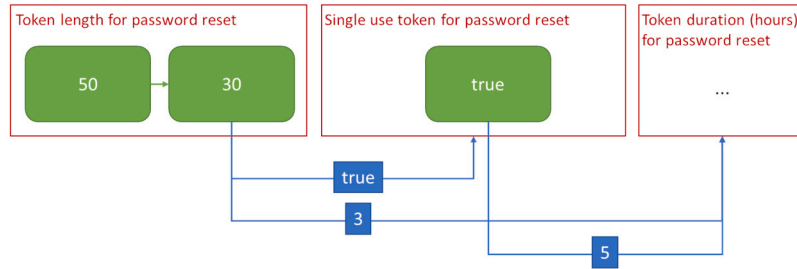 Token length for password reset
50
30
Single use token for password reset
true
Token duration (hours)
for password reset
...
true
3
5